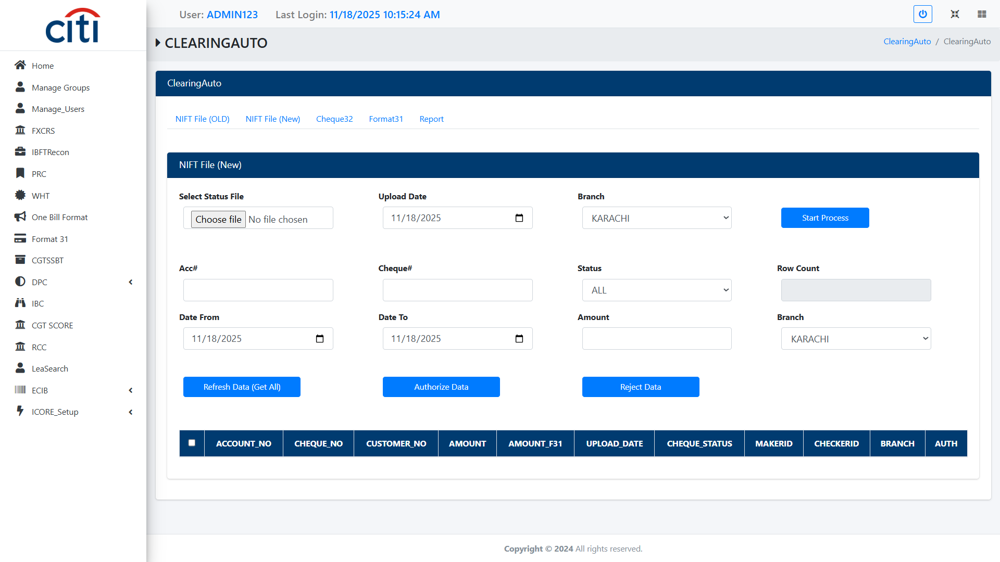 citi
User: ADMIN123 Last Login: 11/18/2025 10:15:24 AM
CLEARINGAUTO
ClearingAuto / ClearingAuto
Home
Manage Groups
Manage_Users
FXCRS
IBFTRecon
PRC
WHT
One Bill Format
Format 31
CGTSSBT
DPC
IBC
CGT SCORE
RCC
LeaSearch
ECIB
ICORE_Setup
ClearingAuto
NIFT File (OLD) NIFT File (New) Cheque32 Format31 Report
NIFT File (New)
Select Status File Upload Date Branch
Choose file No file chosen 11/18/2025 KARACHI Start Process
Acc# Cheque# Status Row Count
ALL
Date From Date To Amount Branch
11/18/2025 11/18/2025 KARACHI
Refresh Data (Get All) Authorize Data Reject Data
ACCOUNT_NO CHEQUE_NO CUSTOMER_NO AMOUNT AMOUNT_F31 UPLOAD_DATE CHEQUE_STATUS MAKERID CHECKERID BRANCH AUTH
Copyright © 2024 All rights reserved.